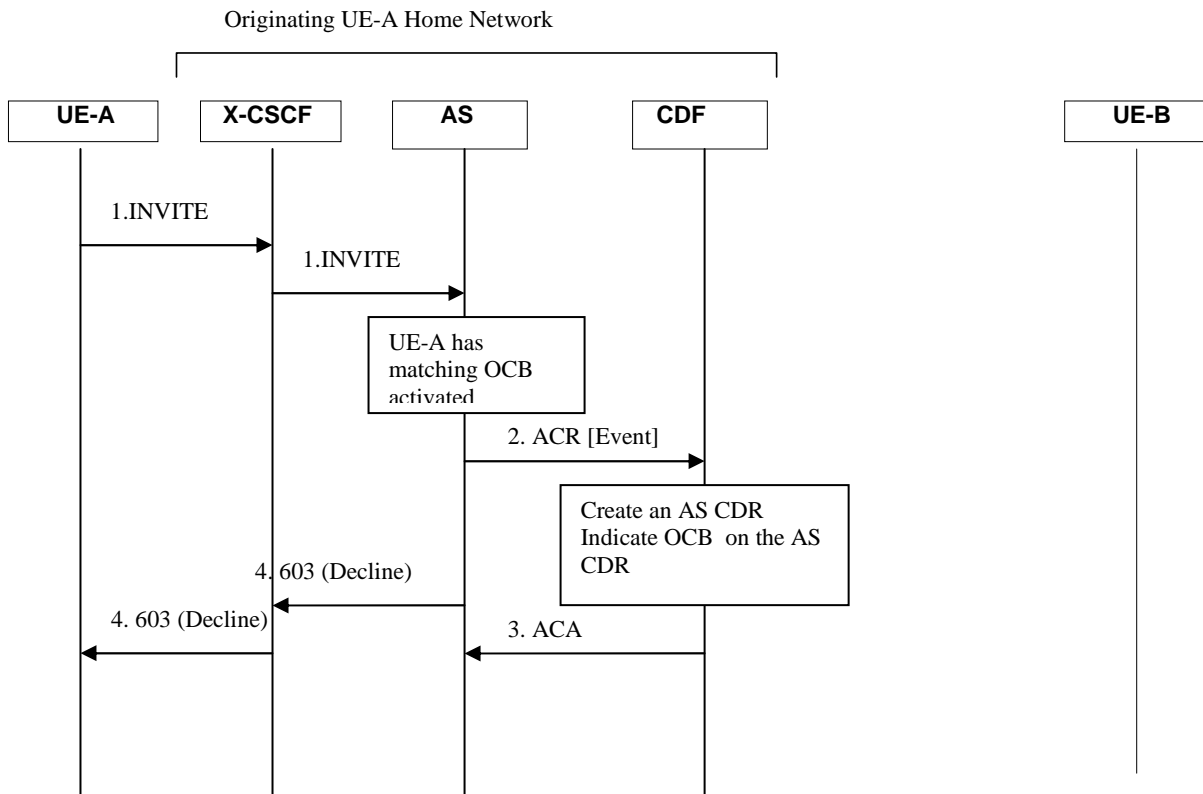 Originating UE-A Home Network
UE-A
X-CSCF
AS
CDF
UE-B
1.INVITE
1.INVITE
UE-A has
matching OCB
activated
2. ACR [Event]
Create an AS CDR
Indicate OCB on the AS
CDR
4. 603 (Decline)
4. 603 (Decline)
3. ACA